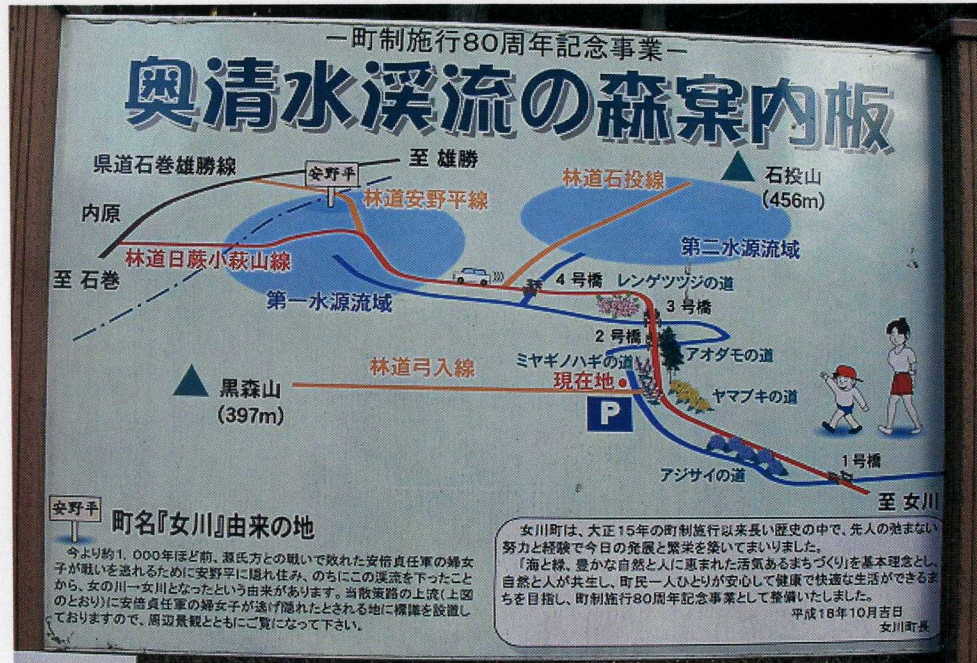 ―町制施行80周年記念事業―
奥清水渓流の森案内板
県道石巻雄勝線
至 雄勝
安野平
石投山
(456m)
林道石投線
林道安野平線
内原
林道日蕨小萩山線
第二水源流域
至 石巻
第一水源流域
4号橋
レンゲツツジの道
3号橋
2号橋
アオダモの道
ミヤギノハギの道
林道弓入線
現在地
黒森山
(397m)
ヤマブキの道
P
アジサイの道
1号橋
至 女川
安野平
町名『女川』由来の地
今より約1,000年ほど前、源氏方との戦いで敗れた安倍貞任軍の婦女
子が戦いを逃れるために安野平に隠れ住み、のちにこの渓流を下ったこと
から、女の川→女川となったという由来があります。当散策路の上流(上図
のとおり)に安倍貞任軍の婦女子が逃げ隠れたとされる地に標識を設置し
ておりますので、周辺景観とともにご覧になって下さい。
女川町は、大正15年の町制施行以来長い歴史の中で、先人の弛まない
努力と経験で今日の発展と繁栄を築いてまいりました。
「海と緑、豊かな自然と人に恵まれた活気あるまちづくり」を基本理念とし、
自然と人が共生し、町民一人ひとりが安心して健康で快適な生活ができるま
ちを目指し、町制施行80周年記念事業として整備いたしました。
平成18年10月吉日
女川町長